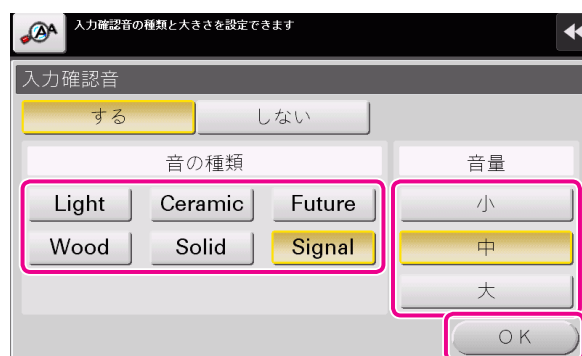 AA
入力確認音の種類と大きさを設定できます
入力確認音
する しない
音の種類 音量
Light Ceramic Future 小
Wood Solid Signal 中
大
OK